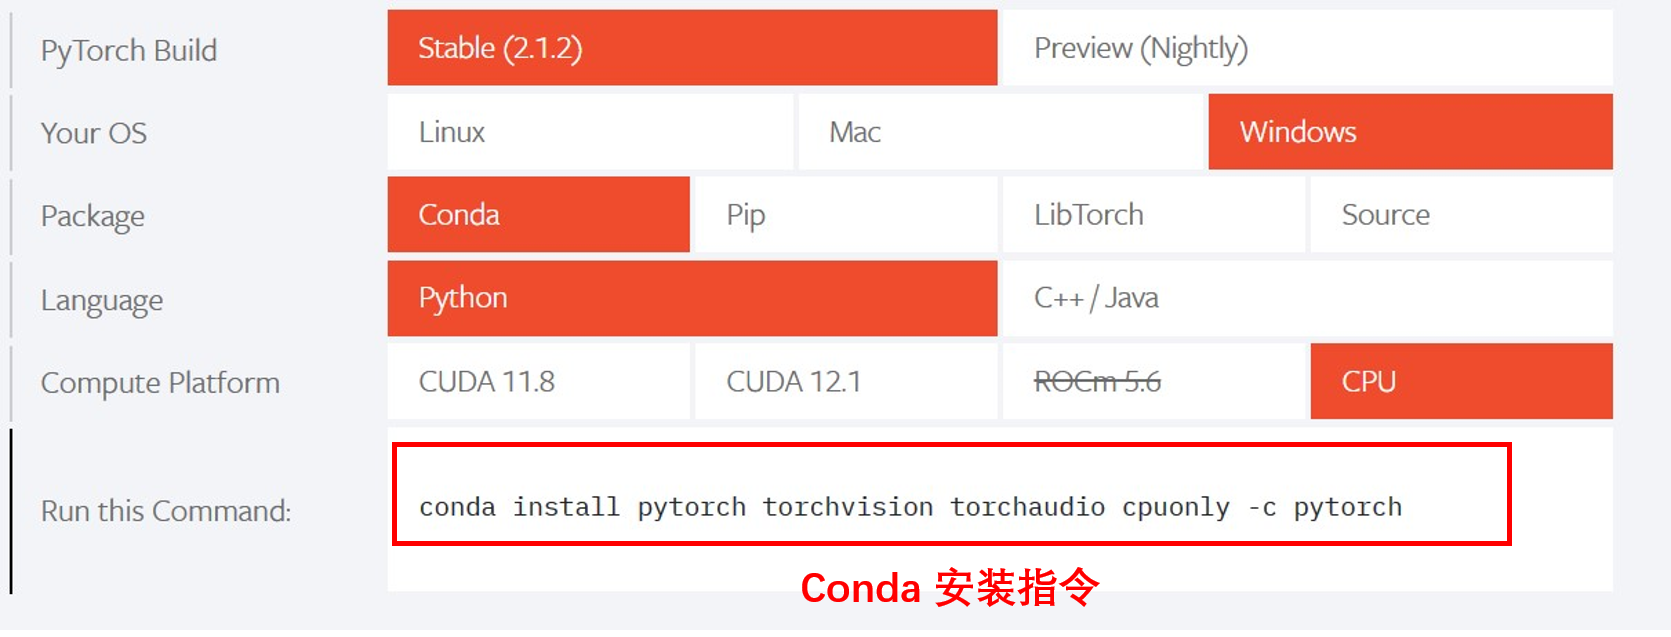 PyTorch Build
Stable (2.1.2)
Preview (Nightly)
Your OS
Linux
Mac
Windows
Package
Conda
Pip
LibTorch
Source
Language
Python
C++ / Java
Compute Platform
CUDA 11.8
CUDA 12.1
ROCm 5.6
CPU
Run this Command:
conda install pytorch torchvision torchaudio cpuonly -c pytorch
Conda 安装指令